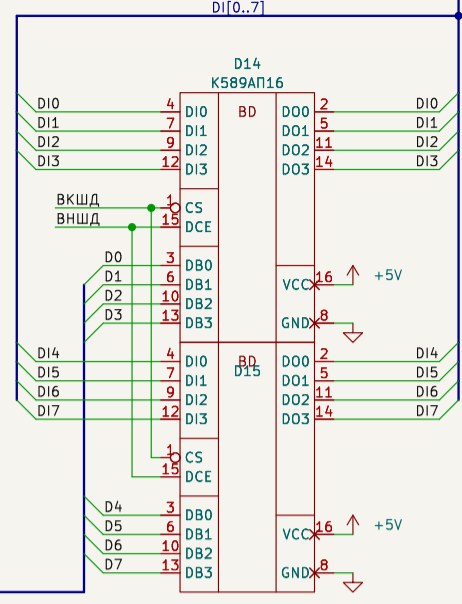 DI[0..7]
D14
К589АП16
DI0 4 DI0 BD DO0 2 DI0
DI1 7 DI1 DO1 5 DI1
DI2 9 DI2 DO2 11 DI2
DI3 12 DI3 DO3 14 DI3
ВКШД 1 CS
ВНШД 15 DCE
D0 3 DB0
D1 6 DB1 VCC 16 +5V
D2 10 DB2
D3 13 DB3 GND 8
DI4 4 DI0 BD DO0 2 DI4
D15
DI5 7 DI1 DO1 5 DI5
DI6 9 DI2 DO2 11 DI6
DI7 12 DI3 DO3 14 DI7
1 CS
15 DCE
D4 3 DB0
D5 6 DB1 VCC 16 +5V
D6 10 DB2
D7 13 DB3 GND 8